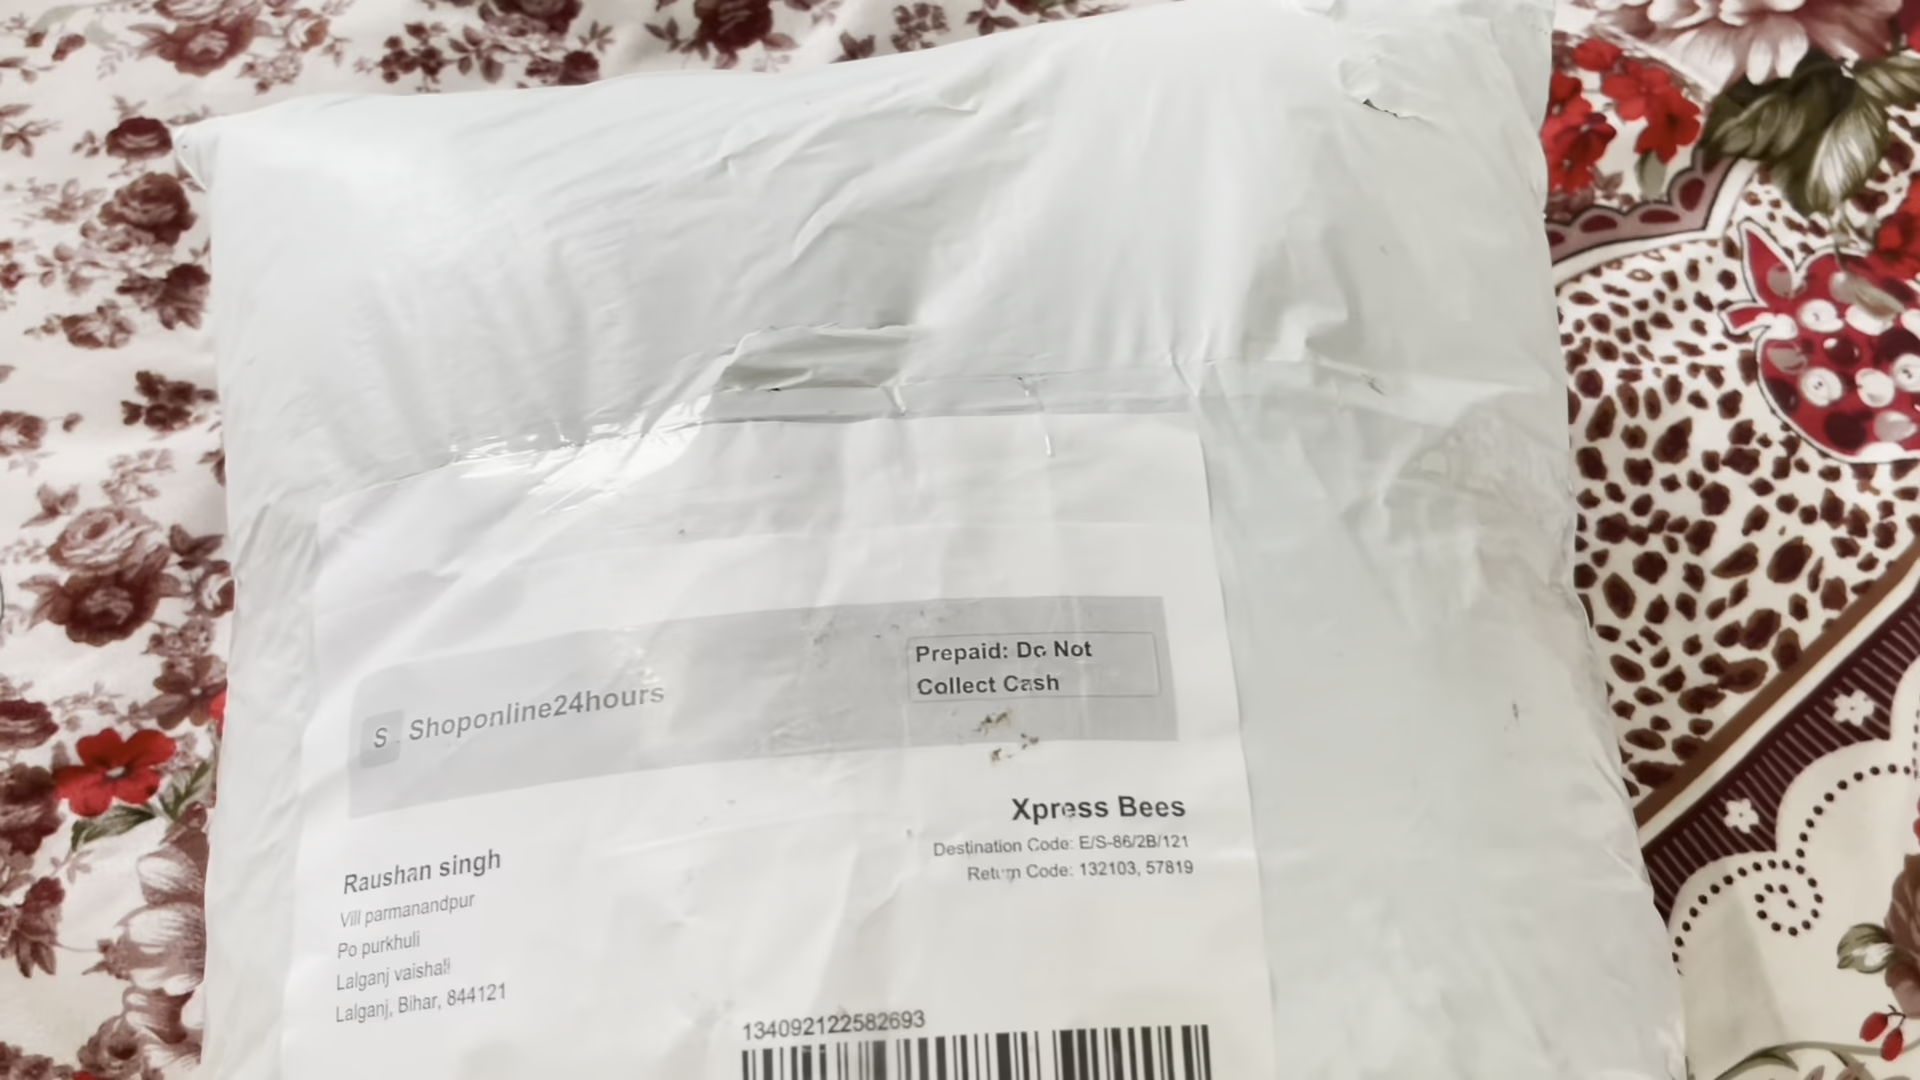 S
Shoponline24hours
Prepaid: Do Not
Collect Cash
Xpress Bees
Destination Code: E/S-86/2B/121
Return Code: 132103, 57819
Raushan singh
Vill parmanandpur
Po purkhuli
Lalganj vaishali
Lalganj, Bihar, 844121
134092122582693